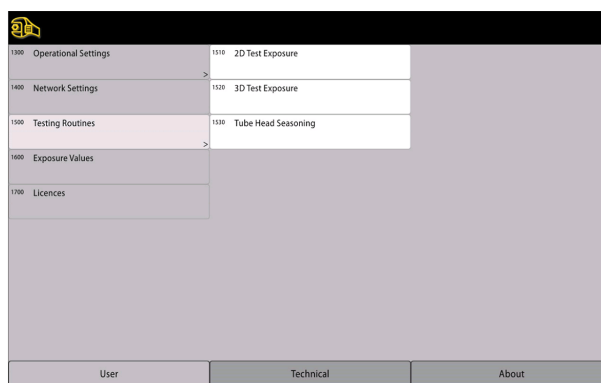 1300 Operational Settings
>
1400 Network Settings
1500 Testing Routines
>
1600 Exposure Values
1700 Licences
1510 2D Test Exposure
1520 3D Test Exposure
1530 Tube Head Seasoning
User
Technical
About